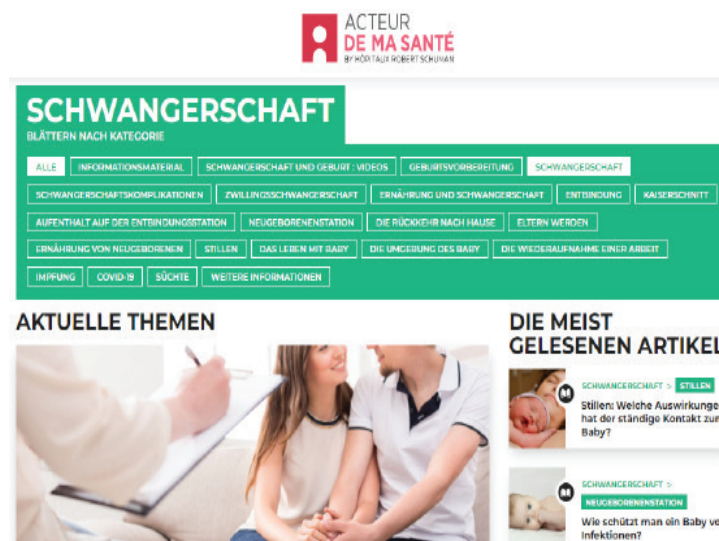 ACTEUR
DE MA SANTÉ
BY HÔPITAUX ROBERT SCHUMAN
SCHWANGERSCHAFT
BLÄTTERN NACH KATEGORIE
ALLE INFORMATIONSMATERIAL SCHWANGERSCHAFT UND GEBURT : VIDEOS GEBURTSVORBEREITUNG SCHWANGERSCHAFT
SCHWANGERSCHAFTSKOMPLIKATIONEN ZWILLINGSSCHWANGERSCHAFT ERNÄHRUNG UND SCHWANGERSCHAFT ENTBINDUNG KAISERSCHNITT
AUFENTHALT AUF DER ENTBINDUNGSSTATION NEUGEBORENENSTATION DIE RÜCKKEHR NACH HAUSE ELTERN WERDEN
ERNÄHRUNG VON NEUGEBORENEN STILLEN DAS LEBEN MIT BABY DIE UMGEBUNG DES BABY DIE WIEDERAUFNAHME EINER ARBEIT
IMPFUNG COVID-19 SÜCHTE WEITERE INFORMATIONEN
AKTUELLE THEMEN
DIE MEIST
GELESENEN ARTIKEL
SCHWANGERSCHAFT > STILLEN
Stillen: Welche Auswirkunge
hat der ständige Kontakt zur
Baby?
SCHWANGERSCHAFT >
NEUGEBORENENSTATION
Wie schützt man ein Baby vo
Infektionen?